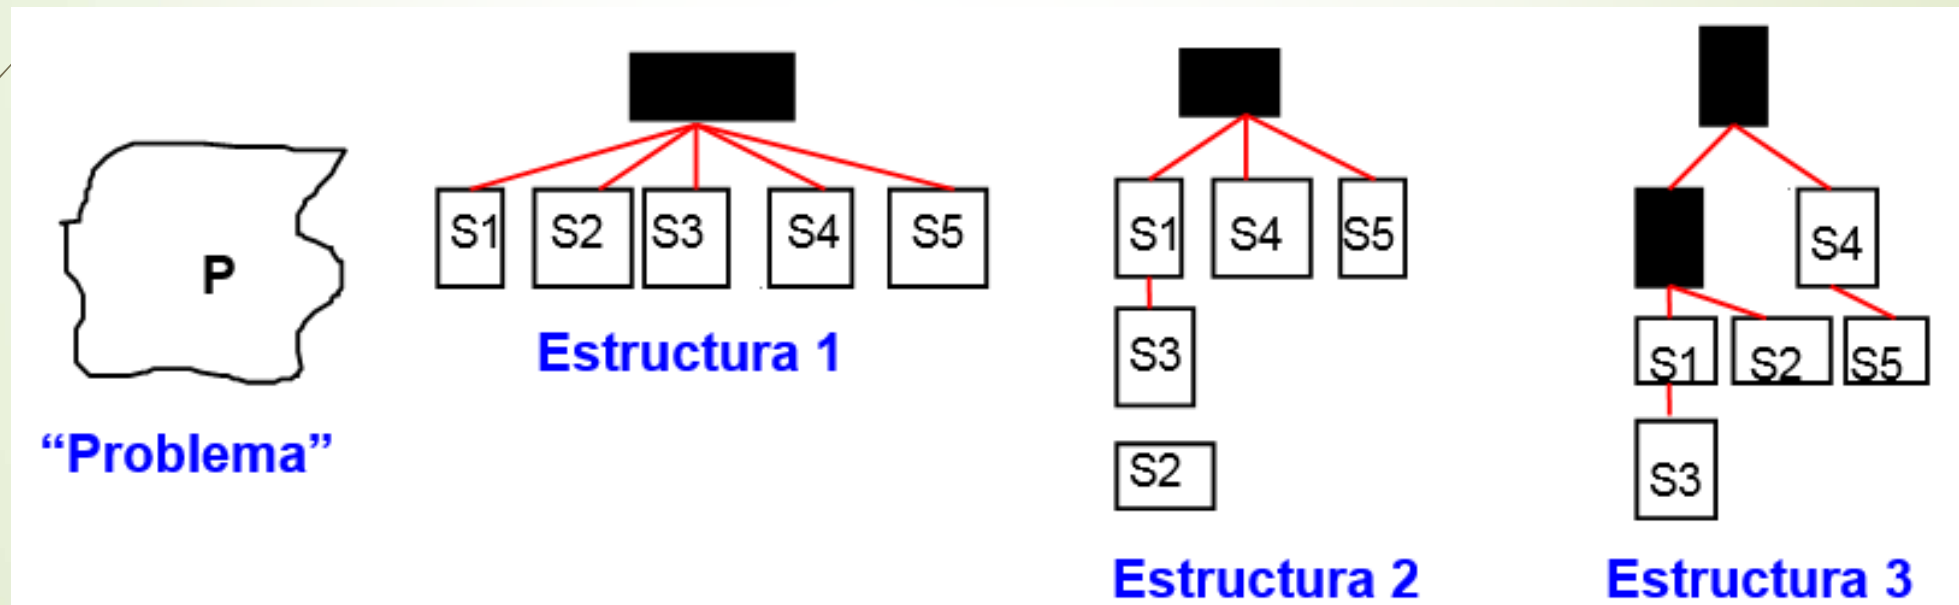 P
“Problema”
S1 S2 S3 S4 S5
Estructura 1
S1 S4 S5
S3
S2
Estructura 2
S4
S1 S2 S5
S3
Estructura 3